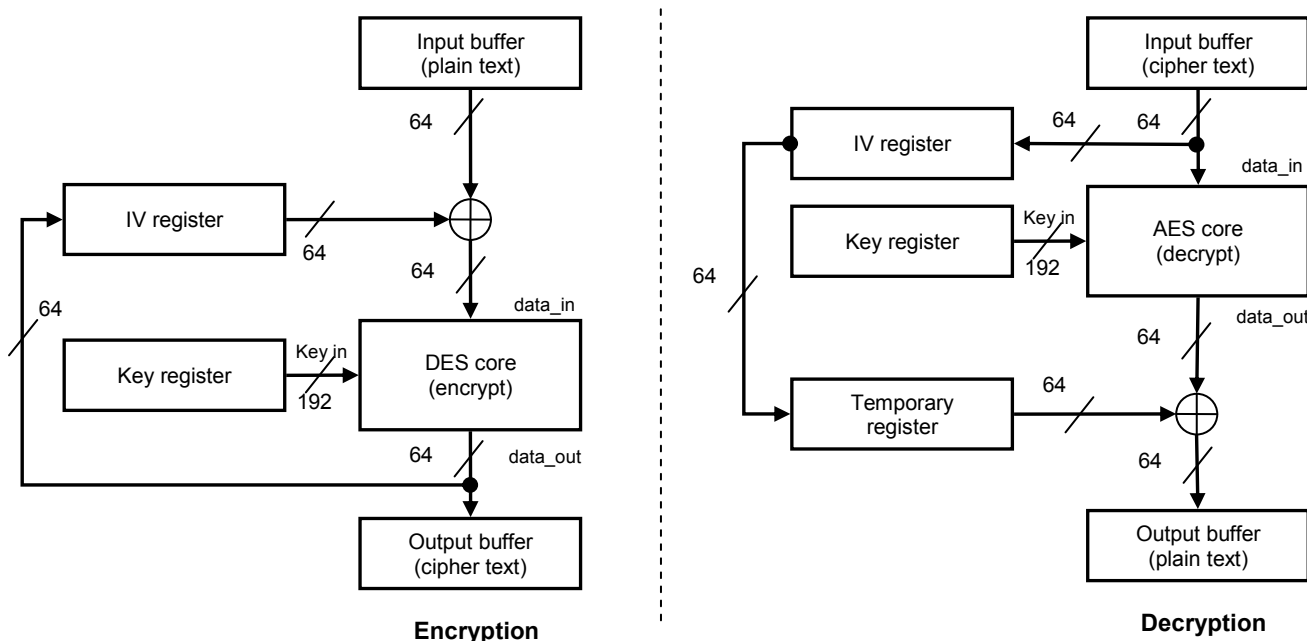 Input buffer
(plain text)
64
IV register
64
64
64
data_in
Key register
Key in
192
DES core
(encrypt)
64
data_out
Output buffer
(cipher text)
Encryption
Input buffer
(cipher text)
64
64
IV register
data_in
Key register
Key in
192
AES core
(decrypt)
64
data_out
64
Temporary
register
64
64
Output buffer
(plain text)
Decryption